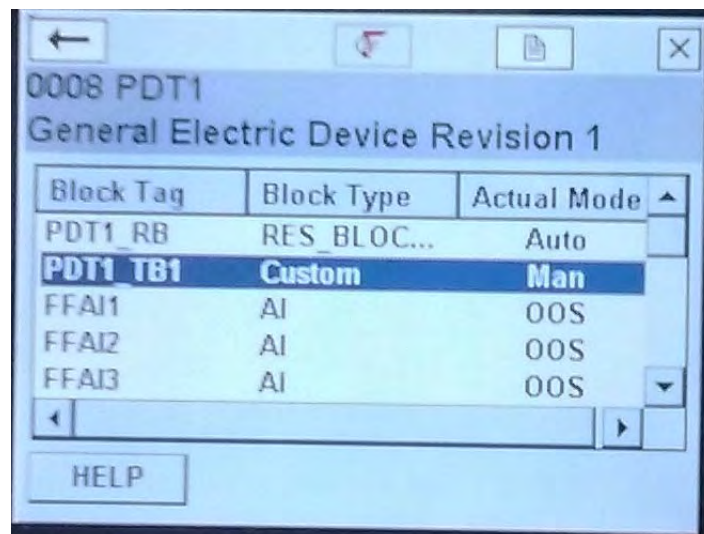 0008 PDT1
General Electric Device Revision 1
Block Tag Block Type Actual Mode
PDT1_RB RES_BLOC... Auto
PDT1_TB1 Custom Man
FFAI1 AI OOS
FFAI2 AI OOS
FFAI3 AI OOS
HELP